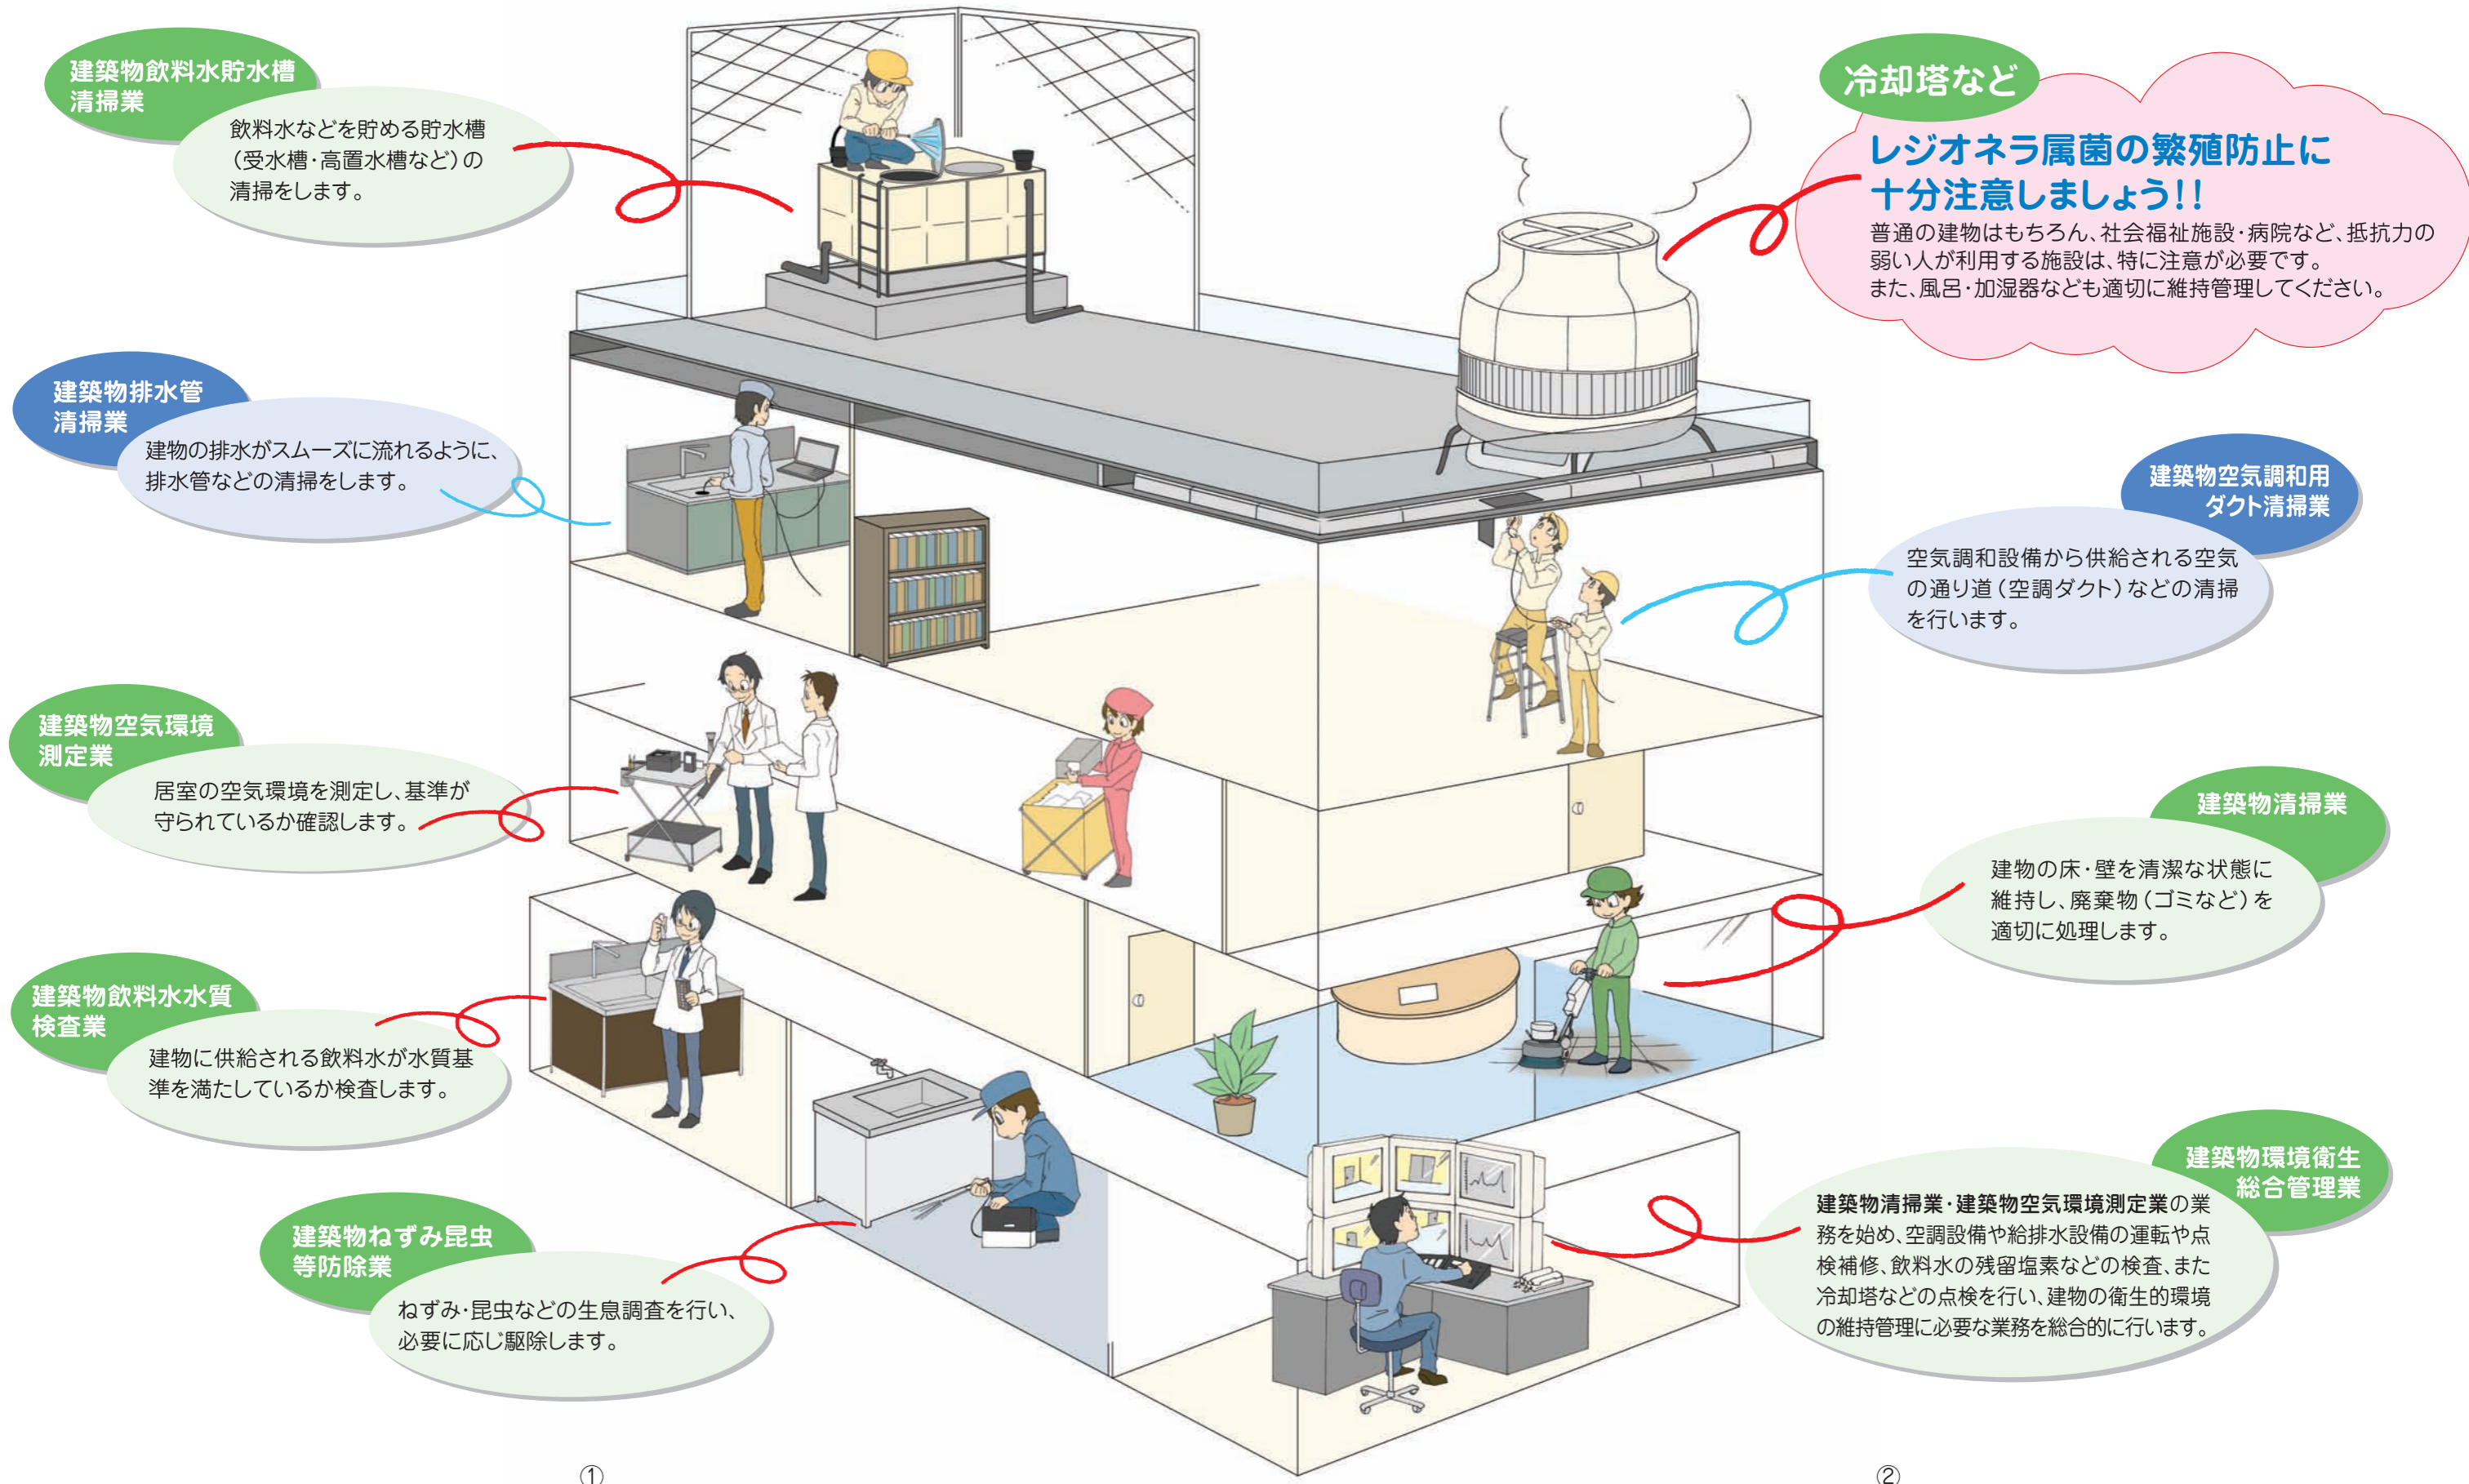 建築物飲料水貯水槽
清掃業
飲料水などを貯める貯水槽
（受水槽・高置水槽など）の
清掃をします。
建築物排水管
清掃業
建物の排水がスムーズに流れるように、
排水管などの清掃をします。
建築物空気環境
測定業
居室の空気環境を測定し、基準が
守られているか確認します。
建築物飲料水水質
検査業
建物に供給される飲料水が水質基
準を満たしているか検査します。
建築物ねずみ昆虫
等防除業
ねずみ・昆虫などの生息調査を行い、
必要に応じ駆除します。
冷却塔など
レジオネラ属菌の繁殖防止に
十分注意しましょう!!
普通の建物はもちろん、社会福祉施設・病院など、抵抗力の
弱い人が利用する施設は、特に注意が必要です。
また、風呂・加湿器なども適切に維持管理してください。
建築物空気調和用
ダクト清掃業
空気調和設備から供給される空気
の通り道（空調ダクト）などの清掃
を行います。
建築物清掃業
建物の床・壁を清潔な状態に
維持し、廃棄物（ゴミなど）を
適切に処理します。
建築物環境衛生
総合管理業
建築物清掃業・建築物空気環境測定業の業
務を始め、空調設備や給排水設備の運転や点
検補修、飲料水の残留塩素などの検査、また
冷却塔などの点検を行い、建物の衛生的環境
の維持管理に必要な業務を総合的に行います。
①
②